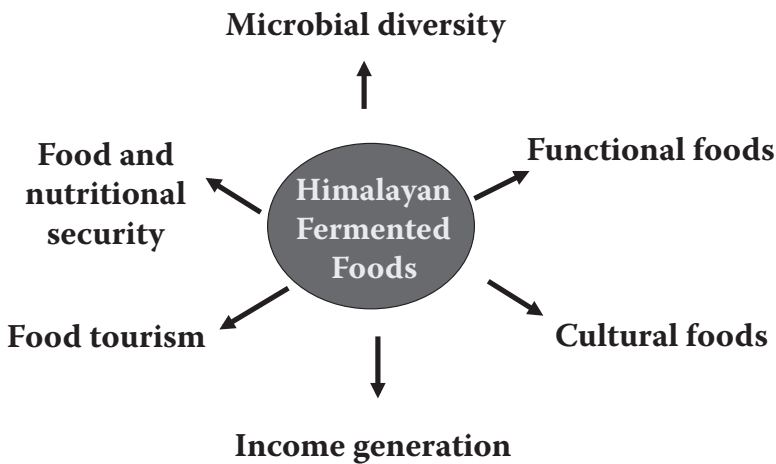 Microbial diversity
Food and
nutritional
security
Functional foods
Himalayan
Fermented
Foods
Food tourism
Cultural foods
Income generation